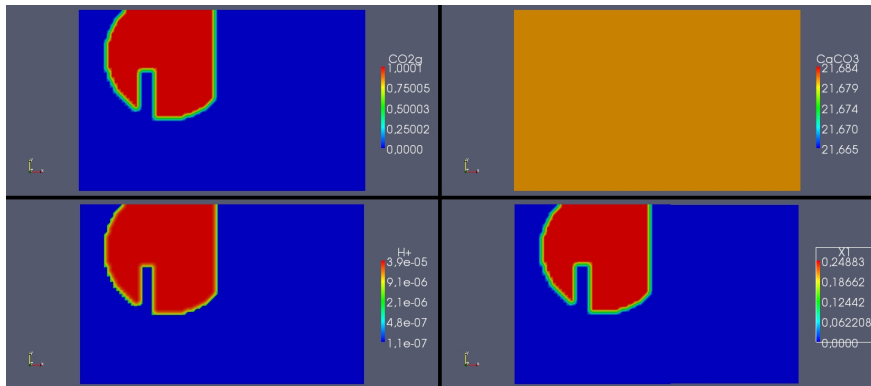 CO2g
1,0001
0,75005
0,50003
0,25002
0,0000
CaCO3
21,684
21,679
21,674
21,670
21,665
H+
3,9e-05
9,1e-06
2,1e-06
4,8e-07
1,1e-07
X1
0,24883
0,18662
0,12442
0,062208
0,0000